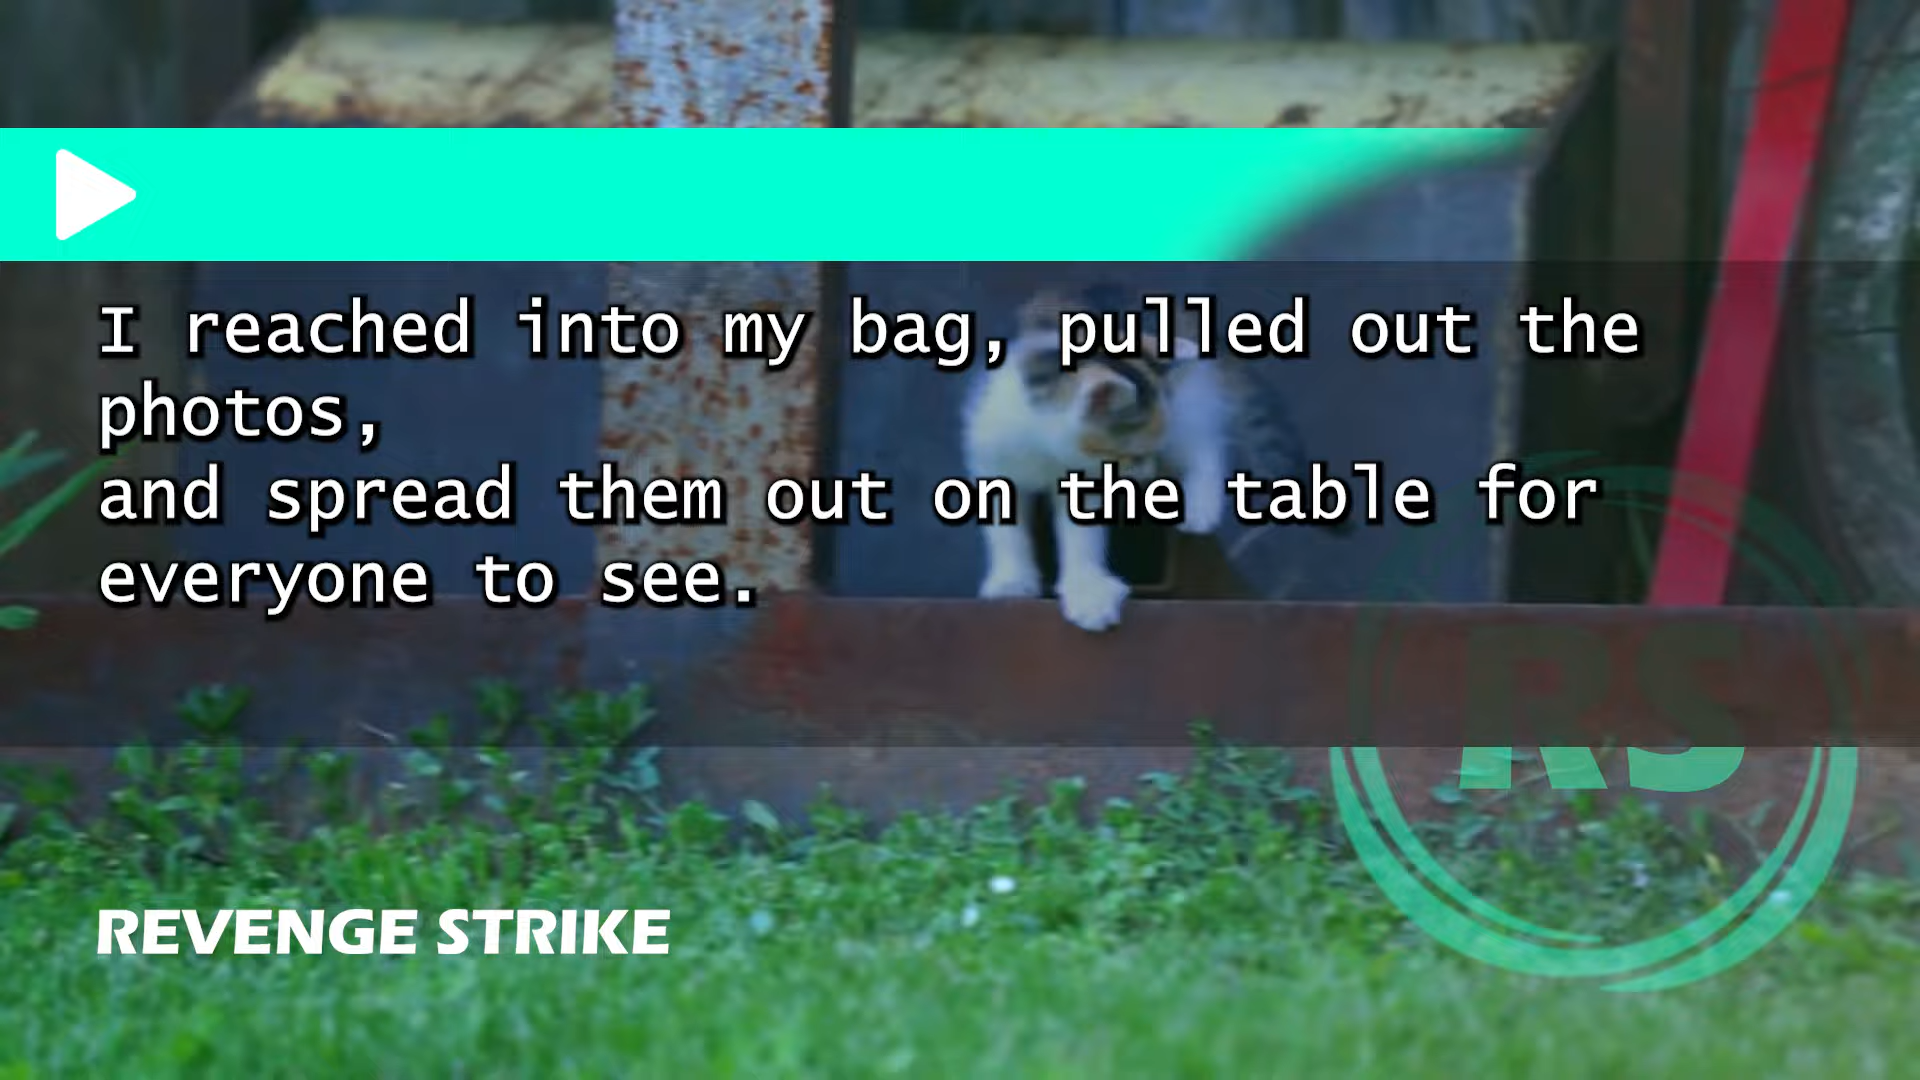 I reached into my bag, pulled out the
photos,
and spread them out on the table for
everyone to see.
RS
REVENGE STRIKE